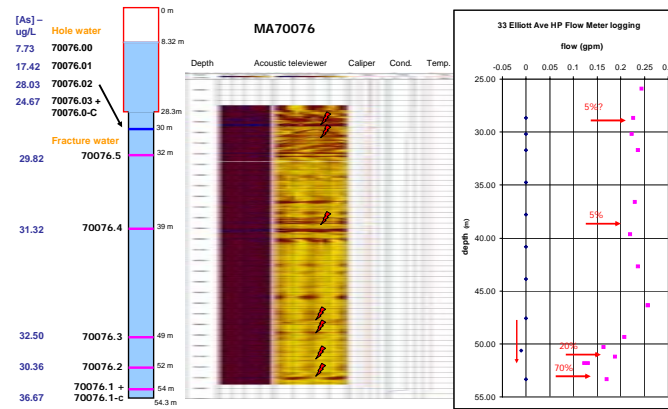 [As] –
ug/L
Hole water
7.73 70076.00
17.42 70076.01
28.03 70076.02
24.67 70076.03 +
70076.0-C
Fracture water
29.82 70076.5
31.32 70076.4
32.50 70076.3
30.36 70076.2
70076.1 +
36.67 70076.1-c
0 m
8.32 m
28.3m
30 m
32 m
39 m
49 m
52 m
54 m
54.3 m
MA70076
Depth Acoustic televiewer Caliper Cond. Temp.
33 Elliott Ave HP Flow Meter logging
flow (gpm)
0 0.05 0.1 0.15 0.2 0.25
25.00
30.00
35.00
40.00
45.00
50.00
55.00
depth (m)
5%?
5%
20%
70%